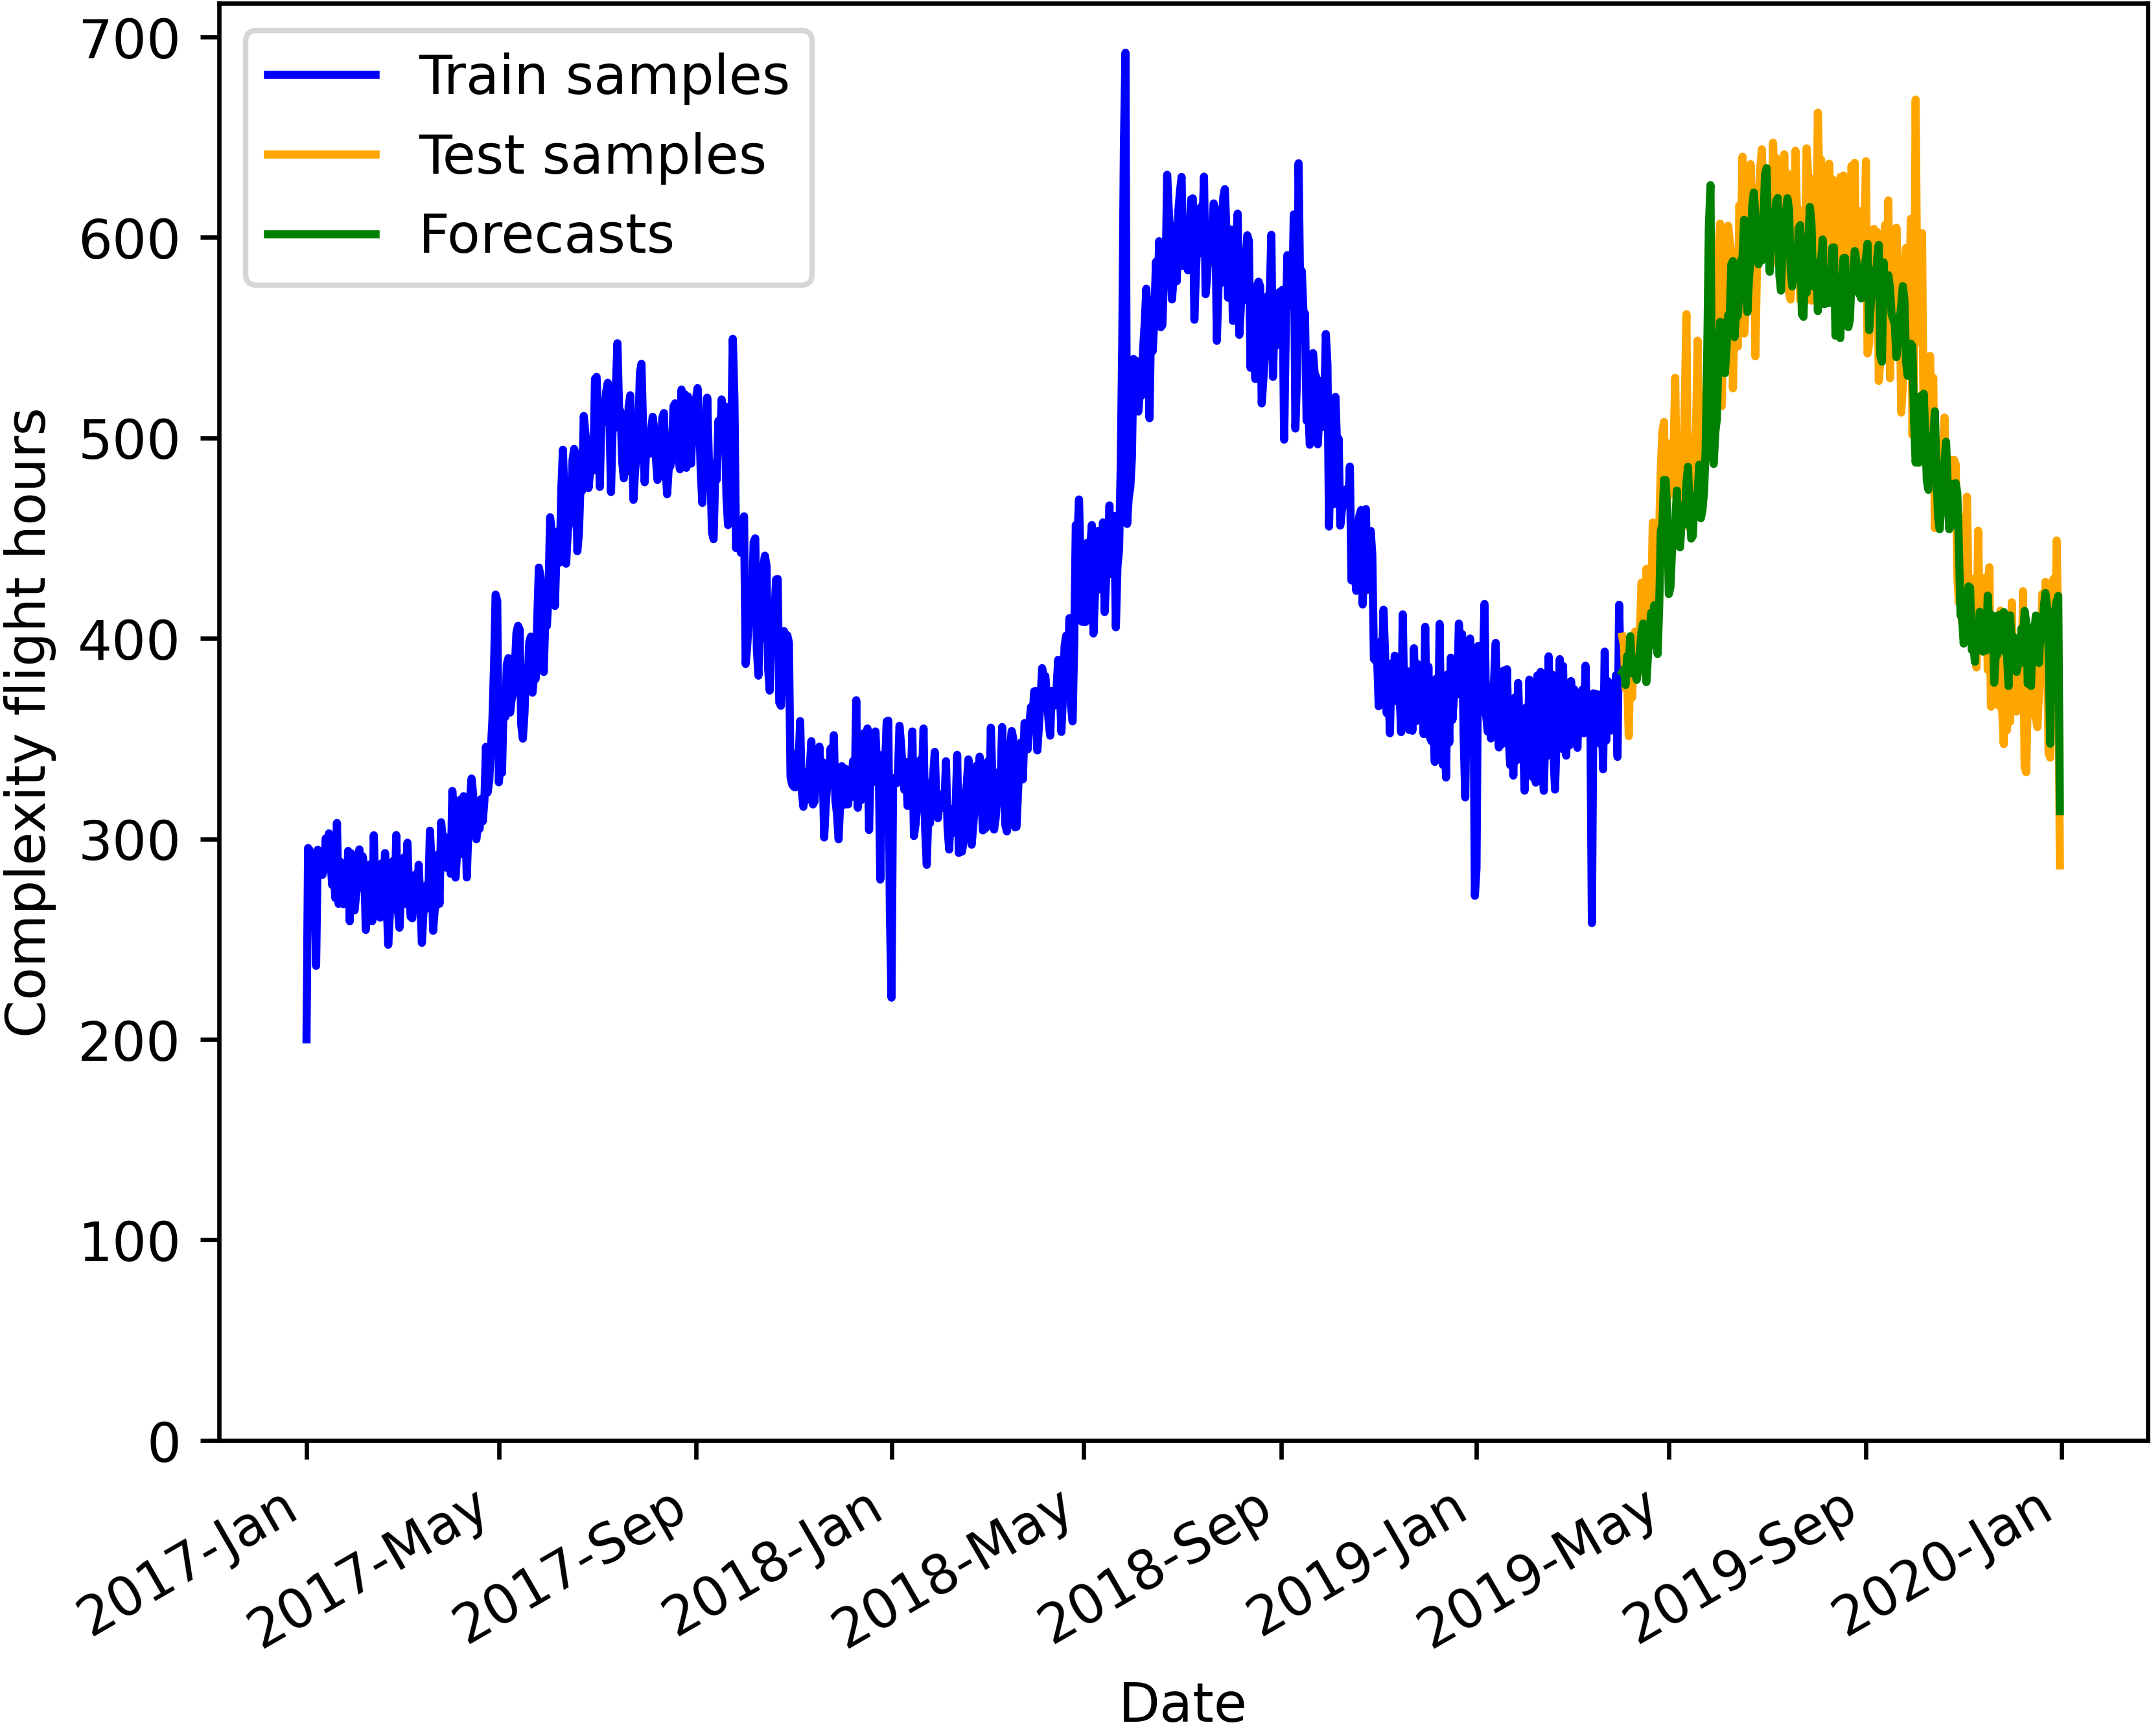 700
600
500
400
300
200
100
0
Complexity flight hours
Train samples
Test samples
Forecasts
2017-Jan
2017-May
2017-Sep
2018-Jan
2018-May
2018-Sep
2019-Jan
2019-May
2019-Sep
2020-Jan
Date